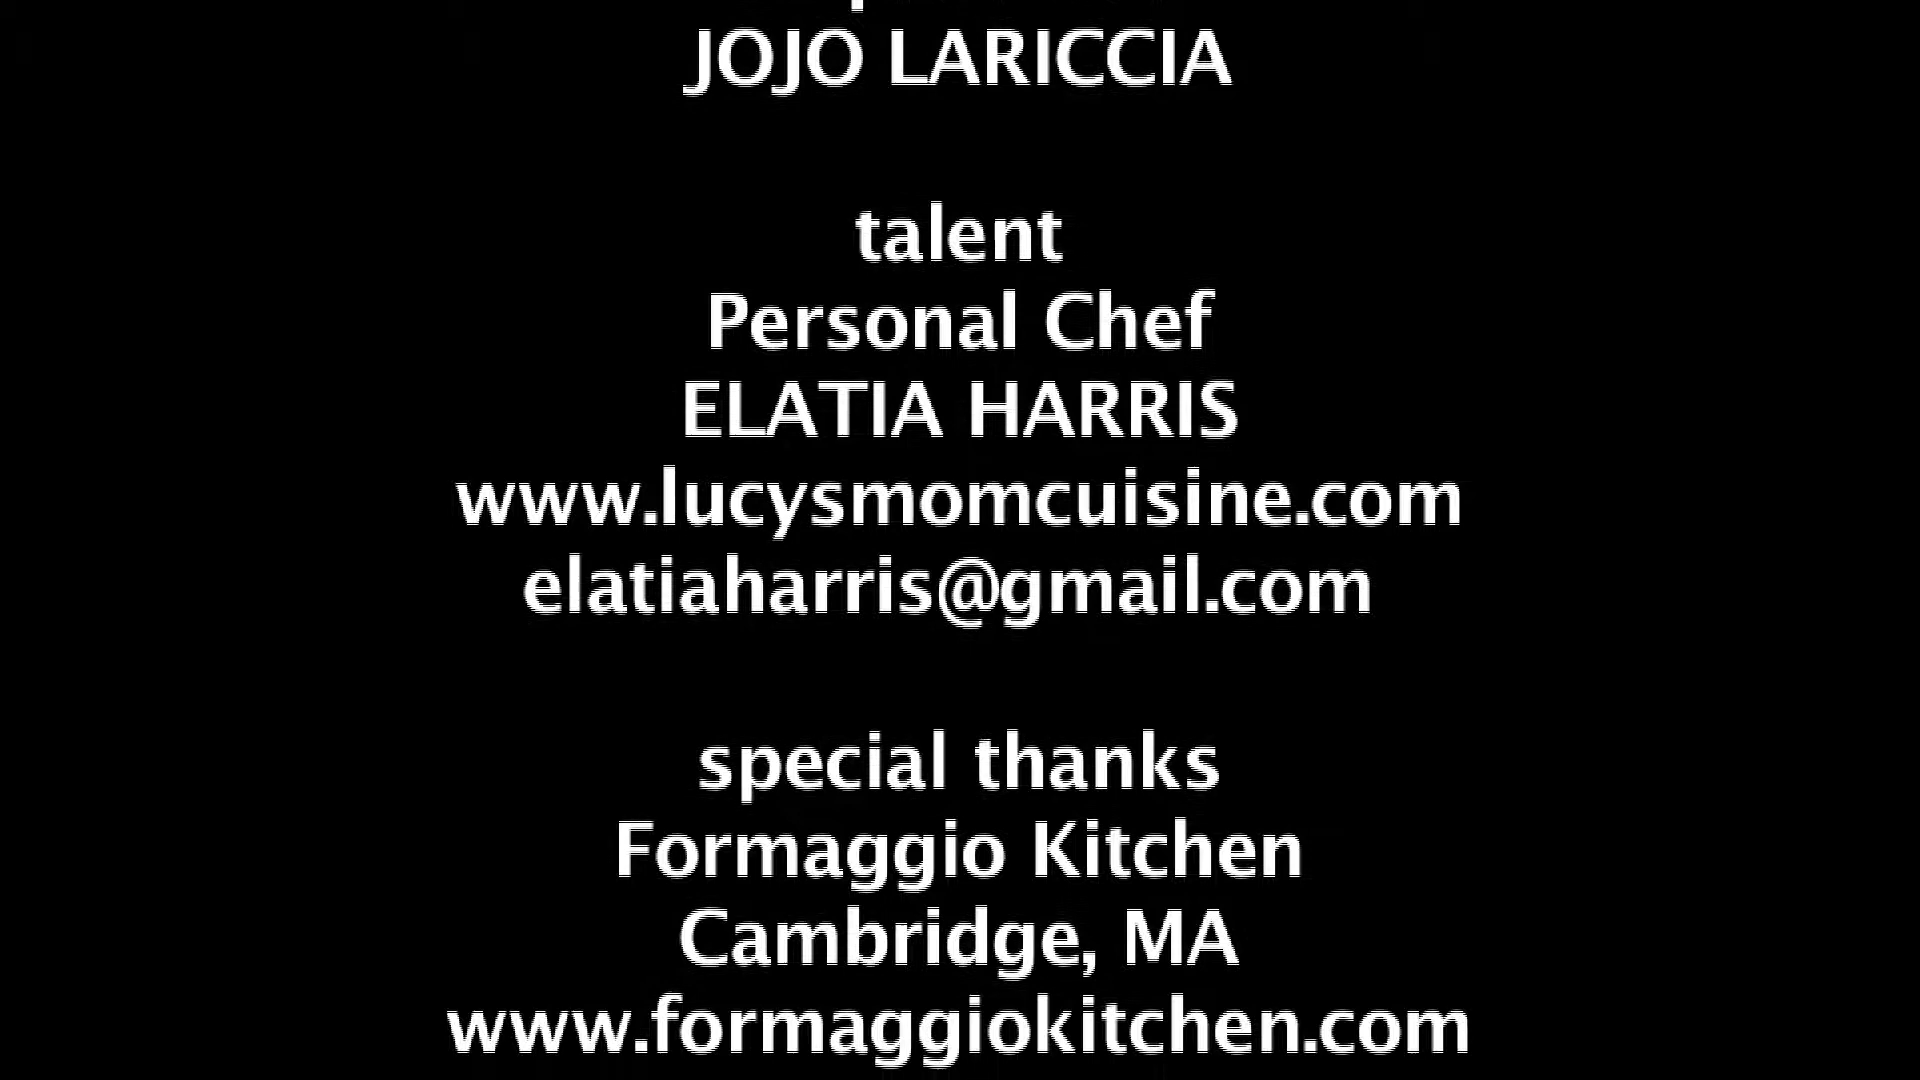 JOJO LARICCIA
talent
Personal Chef
ELATIA HARRIS
www.lucysmomcuisine.com
elatiaharris@gmail.com
special thanks
Formaggio Kitchen
Cambridge, MA
www.formaggiokitchen.com